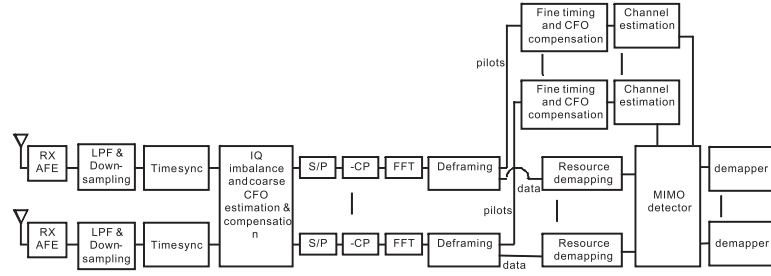 Fine timing
and CFO
compensation
Channel
estimation
pilots
Fine timing
and CFO
compensation
Channel
estimation
RX
AFE
LPF &
Down-
sampling
Timesync
IQ
imbalance
and coarse
CFO
estimation &
compensatio
n
S/P
-CP
FFT
Deframing
data
Resource
demapping
MIMO
detector
demapper
pilots
RX
AFE
LPF &
Down-
sampling
Timesync
S/P
-CP
FFT
Deframing
data
Resource
demapping
demapper